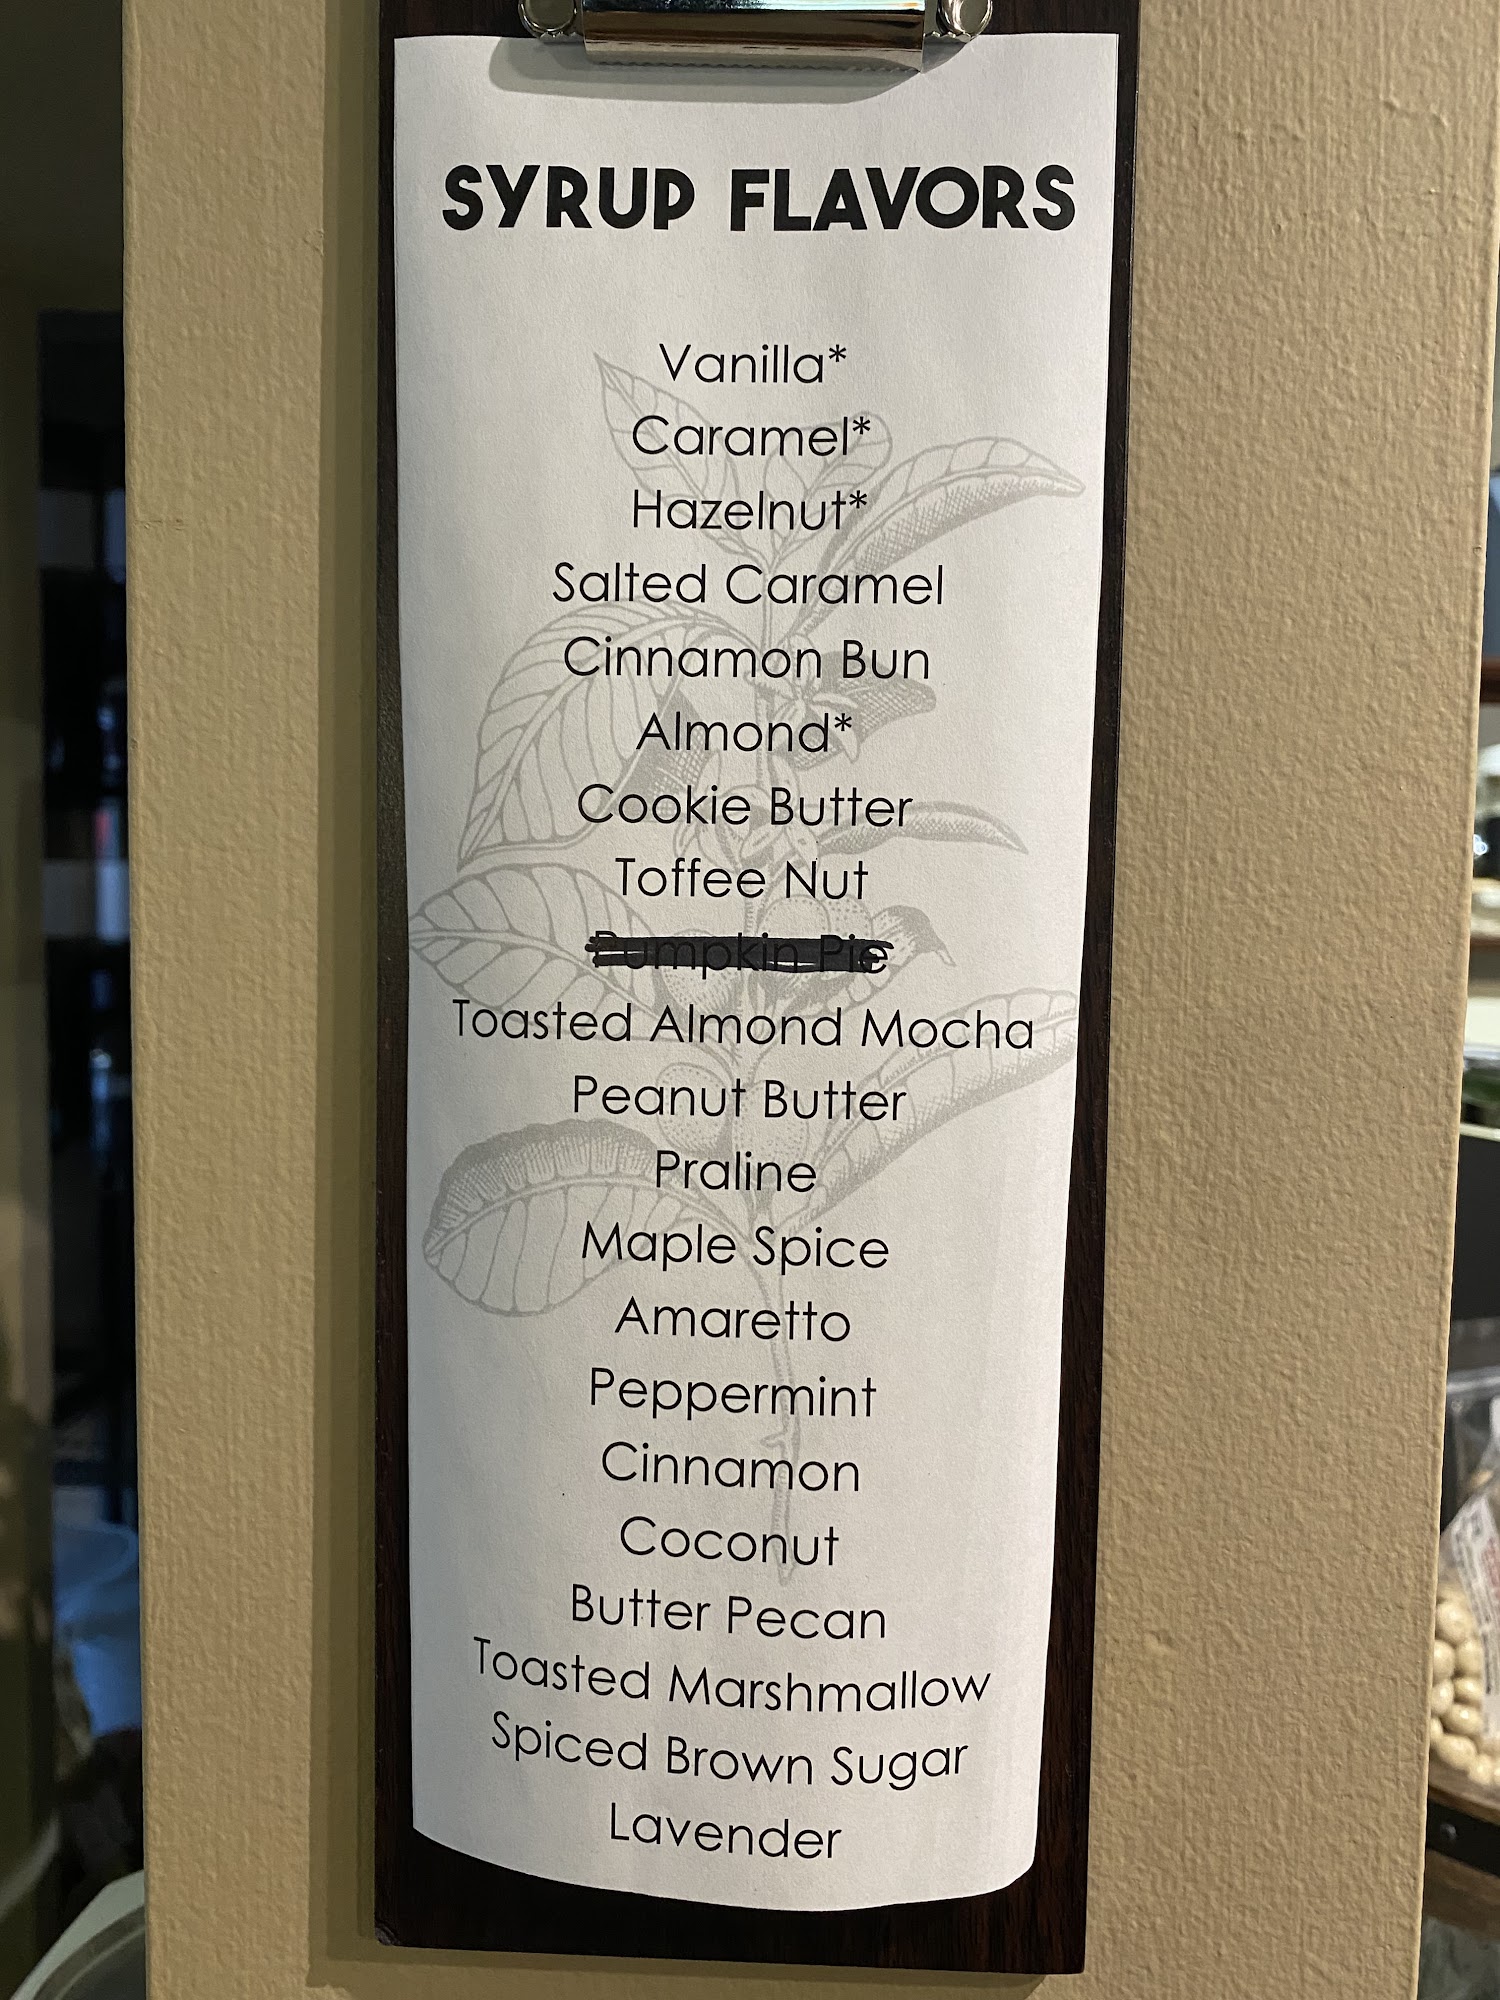 SYRUP FLAVORS
Vanilla*
Caramel*
Hazelnut*
Salted Caramel
Cinnamon Bun
Almond*
Cookie Butter
Toffee Nut
Pumpkin Pie
Toasted Almond Mocha
Peanut Butter
Praline
Maple Spice
Amaretto
Peppermint
Cinnamon
Coconut
Butter Pecan
Toasted Marshmallow
Spiced Brown Sugar
Lavender